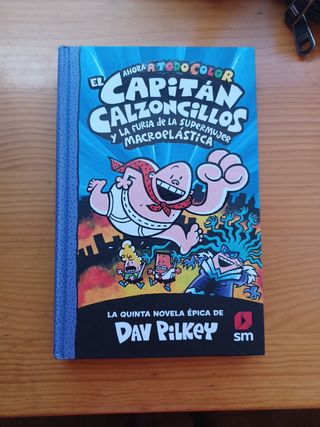 AHORA A TODO COLOR
EL
CAPITÁN
CALZONCILLOS
Y LA FURIA DE LA SUPERMUJER
MACROELÁSTICA
LA QUINTA NOVELA ÉPICA DE
DAV PILKEY
sm